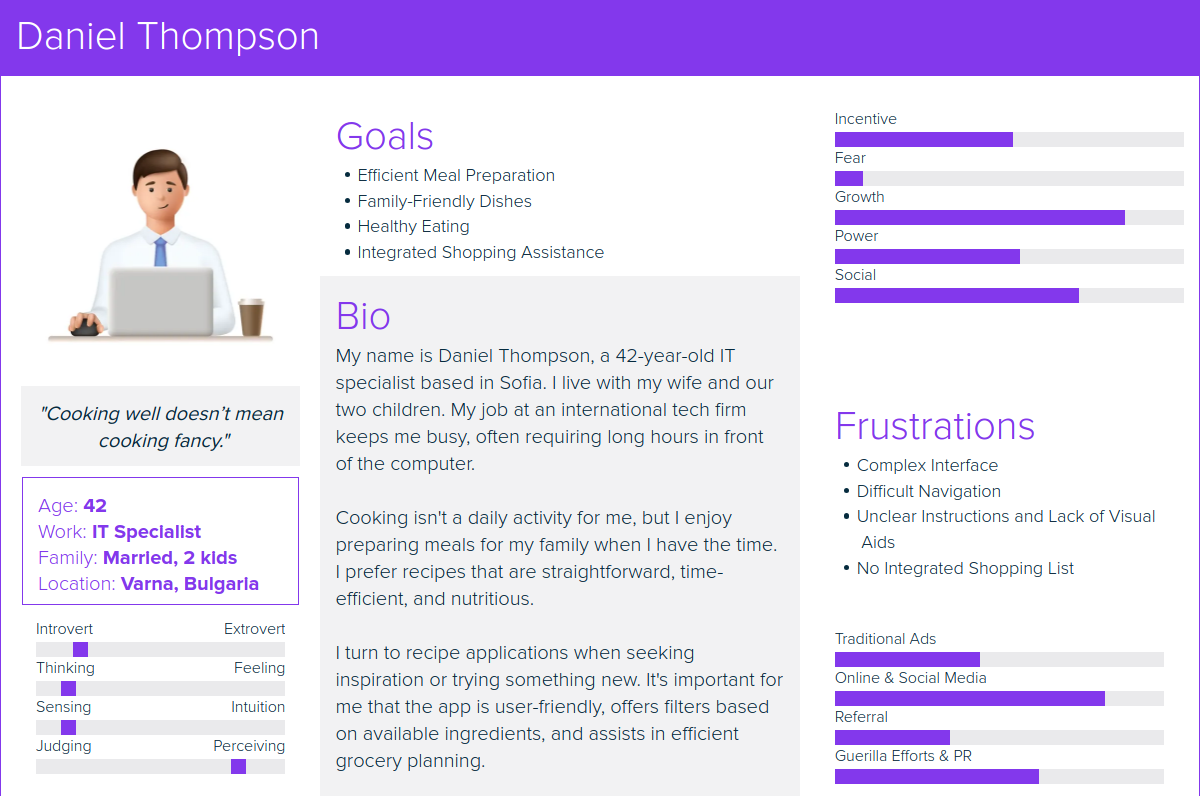 Daniel Thompson
"Cooking well doesn’t mean
cooking fancy."
Age: 42
Work: IT Specialist
Family: Married, 2 kids
Location: Varna, Bulgaria
Introvert Extrovert
Thinking Feeling
Sensing Intuition
Judging Perceiving
Goals
• Efficient Meal Preparation
• Family-Friendly Dishes
• Healthy Eating
• Integrated Shopping Assistance
Bio
My name is Daniel Thompson, a 42-year-old IT
specialist based in Sofia. I live with my wife and our
two children. My job at an international tech firm
keeps me busy, often requiring long hours in front
of the computer.
Cooking isn't a daily activity for me, but I enjoy
preparing meals for my family when I have the time.
I prefer recipes that are straightforward, time-
efficient, and nutritious.
I turn to recipe applications when seeking
inspiration or trying something new. It's important for
me that the app is user-friendly, offers filters based
on available ingredients, and assists in efficient
grocery planning.
Incentive
Fear
Growth
Power
Social
Frustrations
• Complex Interface
• Difficult Navigation
• Unclear Instructions and Lack of Visual
Aids
• No Integrated Shopping List
Traditional Ads
Online & Social Media
Referral
Guerilla Efforts & PR